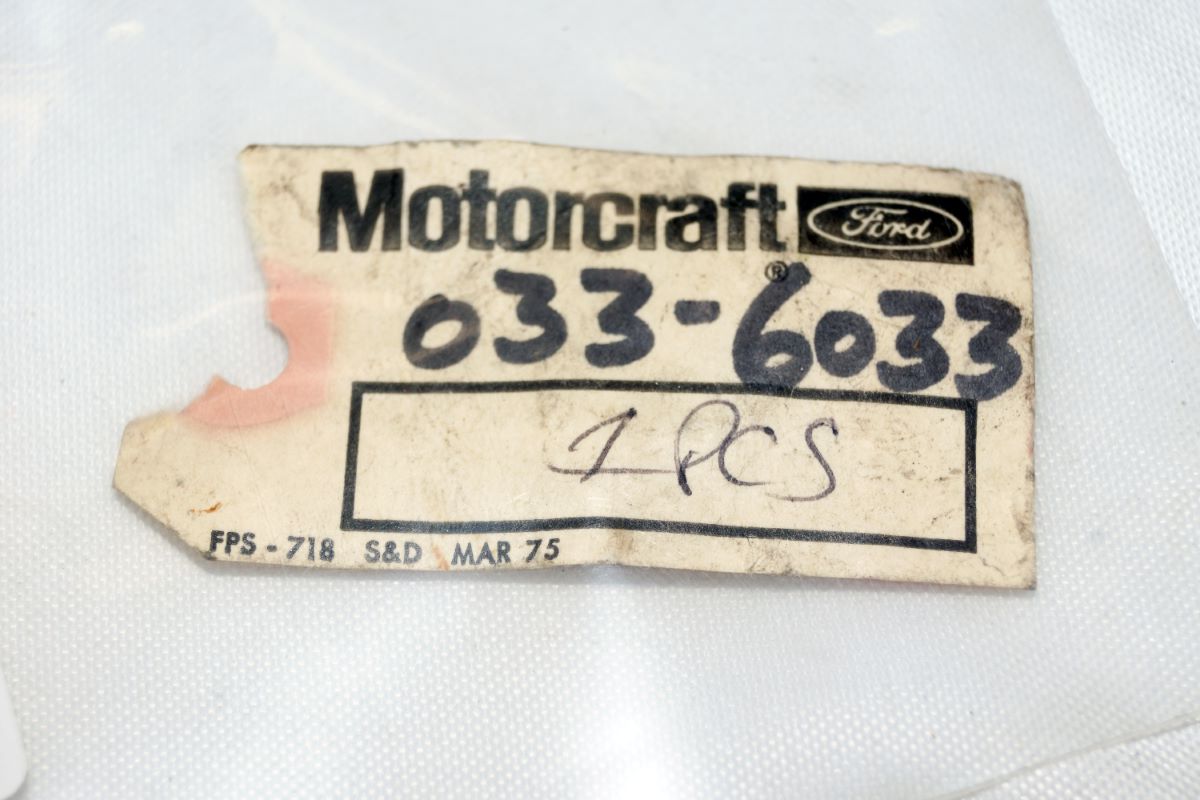 Motorcraft Ford
®
033-6033
1 PCS
FPS - 718 S&D MAR 75